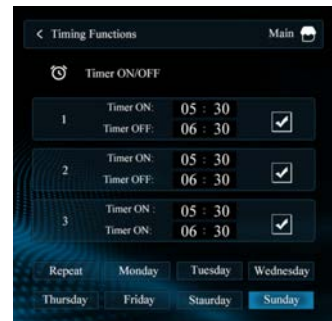 < Timing Functions Main
Timer ON/OFF
1
Timer ON: 05 : 30
Timer OFF: 06 : 30
2
Timer ON: 05 : 30
Timer OFF: 06 : 30
3
Timer ON : 05 : 30
Timer ON: 06 : 30
Repeat Monday Tuesday Wednesday
Thursday Friday Staurday Sunday